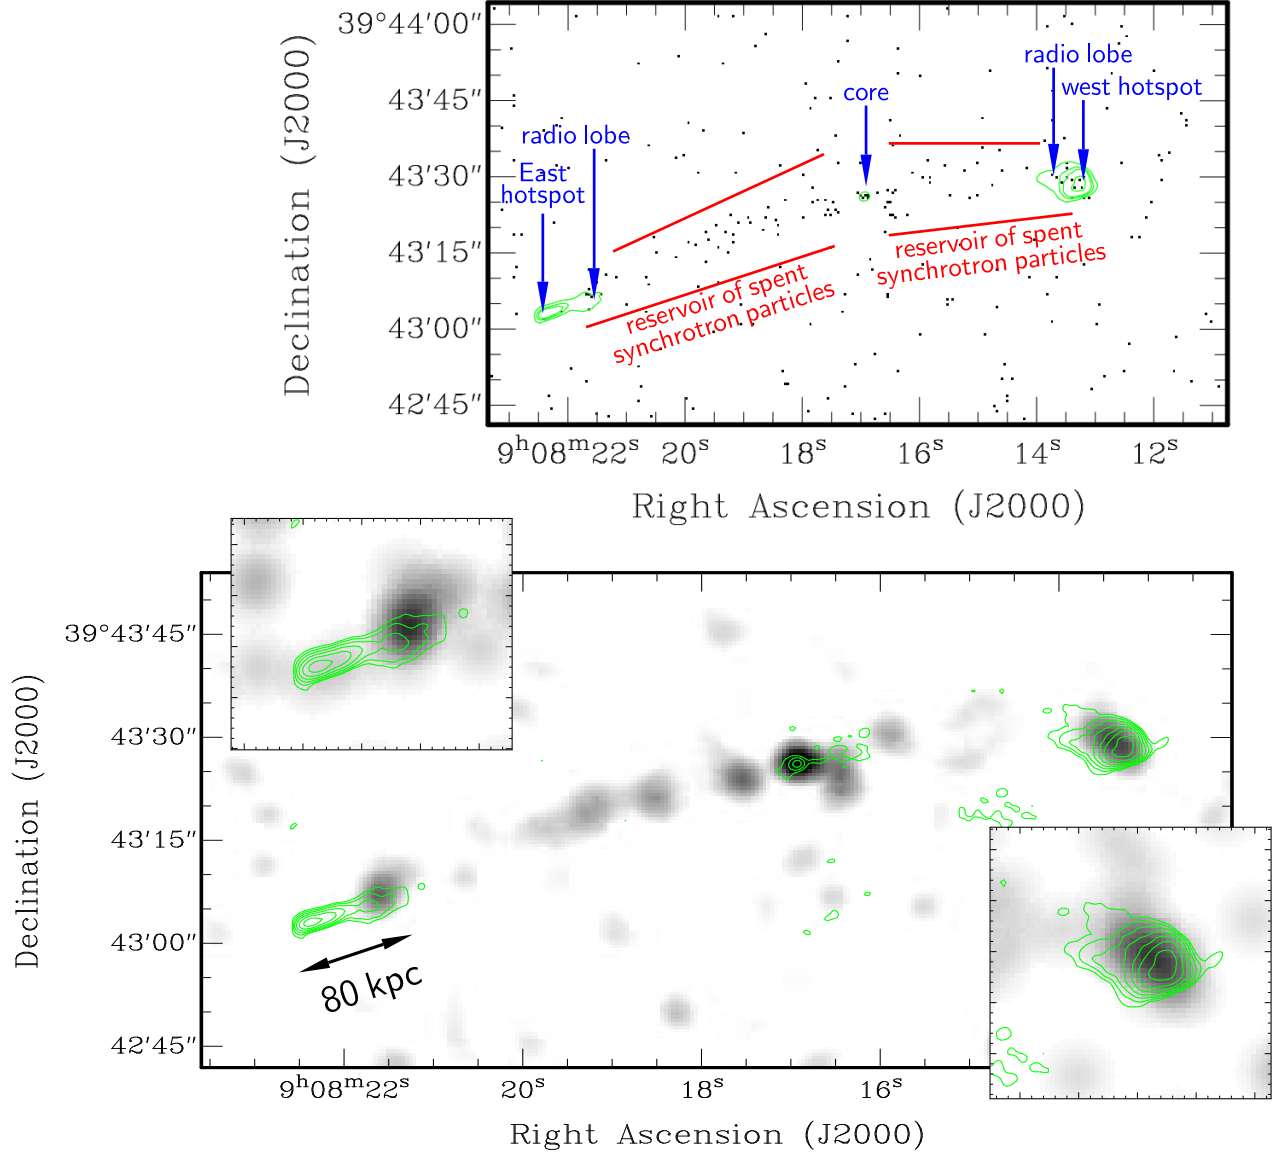 39°44′00″
43′45″
43′30″
43′15″
43′00″
42′45″
Declination (J2000)
radio lobe
west hotspot
core
radio lobe
East
hotspot
reservoir of spent
synchrotron particles
reservoir of spent
synchrotron particles
9ʰ08ᵐ22ˢ 20ˢ 18ˢ 16ˢ 14ˢ 12ˢ
Right Ascension (J2000)
39°43′45″
43′30″
43′15″
43′00″
42′45″
Declination (J2000)
80 kpc
9ʰ08ᵐ22ˢ 20ˢ 18ˢ 16ˢ
Right Ascension (J2000)